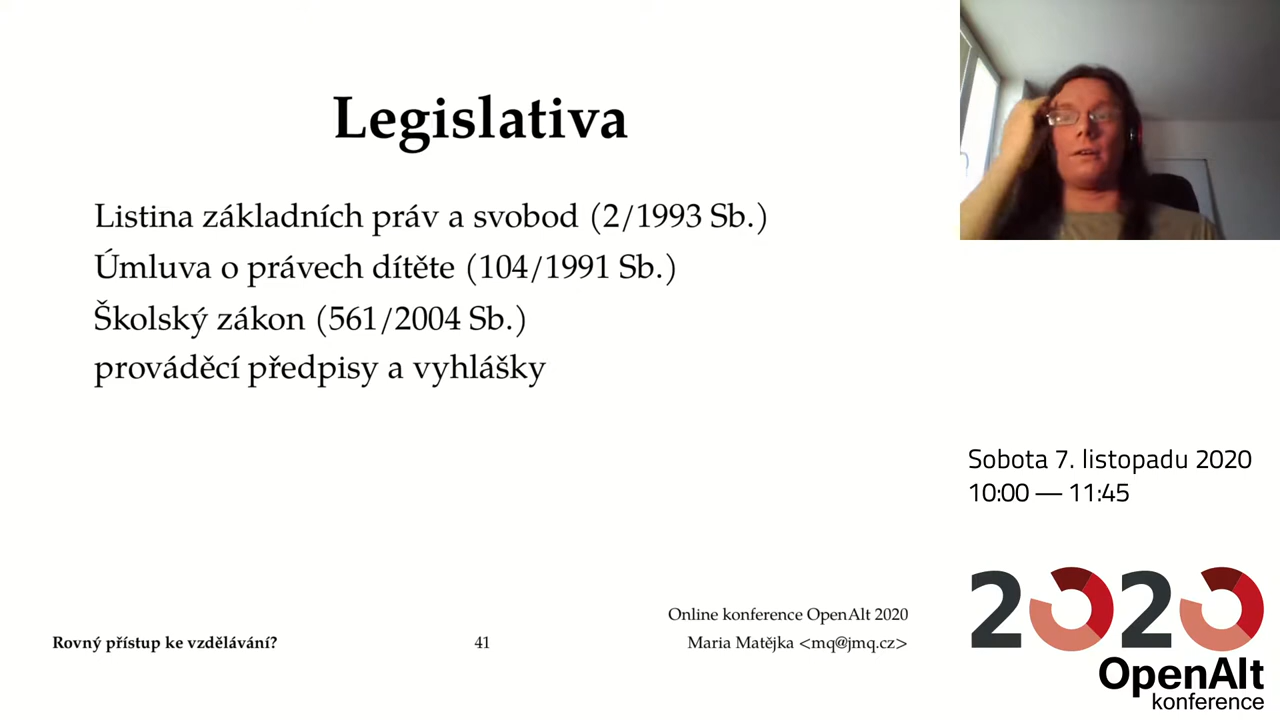 Legislativa
Listina základních práv a svobod (2/1993 Sb.)
Úmluva o právech dítěte (104/1991 Sb.)
Školský zákon (561/2004 Sb.)
prováděcí předpisy a vyhlášky
Sobota 7. listopadu 2020
10:00 — 11:45
Online konference OpenAlt 2020
Rovný přístup ke vzdělávání?
41
Maria Matějka <mq@jmq.cz>
2020
OpenAlt
konference